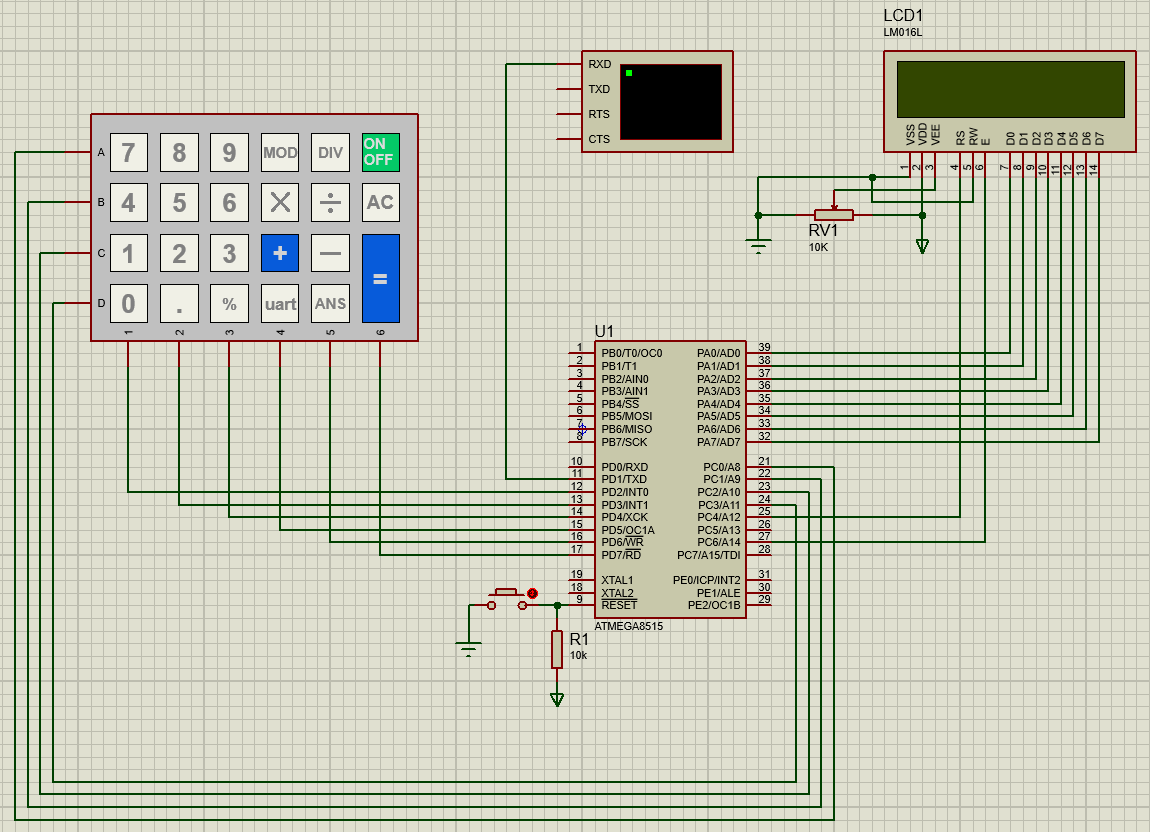 LCD1
LM016L
VSS
VDD
VEE
RS
RW
E
D0
D1
D2
D3
D4
D5
D6
D7
1
2
3
4
5
6
7
8
9
10
11
12
13
14
RXD
TXD
RTS
CTS
A 7 8 9 MOD DIV ON
OFF
B 4 5 6 X ÷ AC
C 1 2 3 + − =
D 0 . % uart ANS
1 2 3 4 5 6
RV1
10K
U1
1 PB0/T0/OC0 PA0/AD0 39
2 PB1/T1 PA1/AD1 38
3 PB2/AIN0 PA2/AD2 37
4 PB3/AIN1 PA3/AD3 36
5 PB4/SS PA4/AD4 35
6 PB5/MOSI PA5/AD5 34
7 PB6/MISO PA6/AD6 33
8 PB7/SCK PA7/AD7 32
10 PD0/RXD PC0/A8 21
11 PD1/TXD PC1/A9 22
12 PD2/INT0 PC2/A10 23
13 PD3/INT1 PC3/A11 24
14 PD4/XCK PC4/A12 25
15 PD5/OC1A PC5/A13 26
16 PD6/WR PC6/A14 27
17 PD7/RD PC7/A15/TDI 28
19 XTAL1 PE0/ICP/INT2 31
18 XTAL2 PE1/ALE 30
9 RESET PE2/OC1B 29
ATMEGA8515
R1
10k